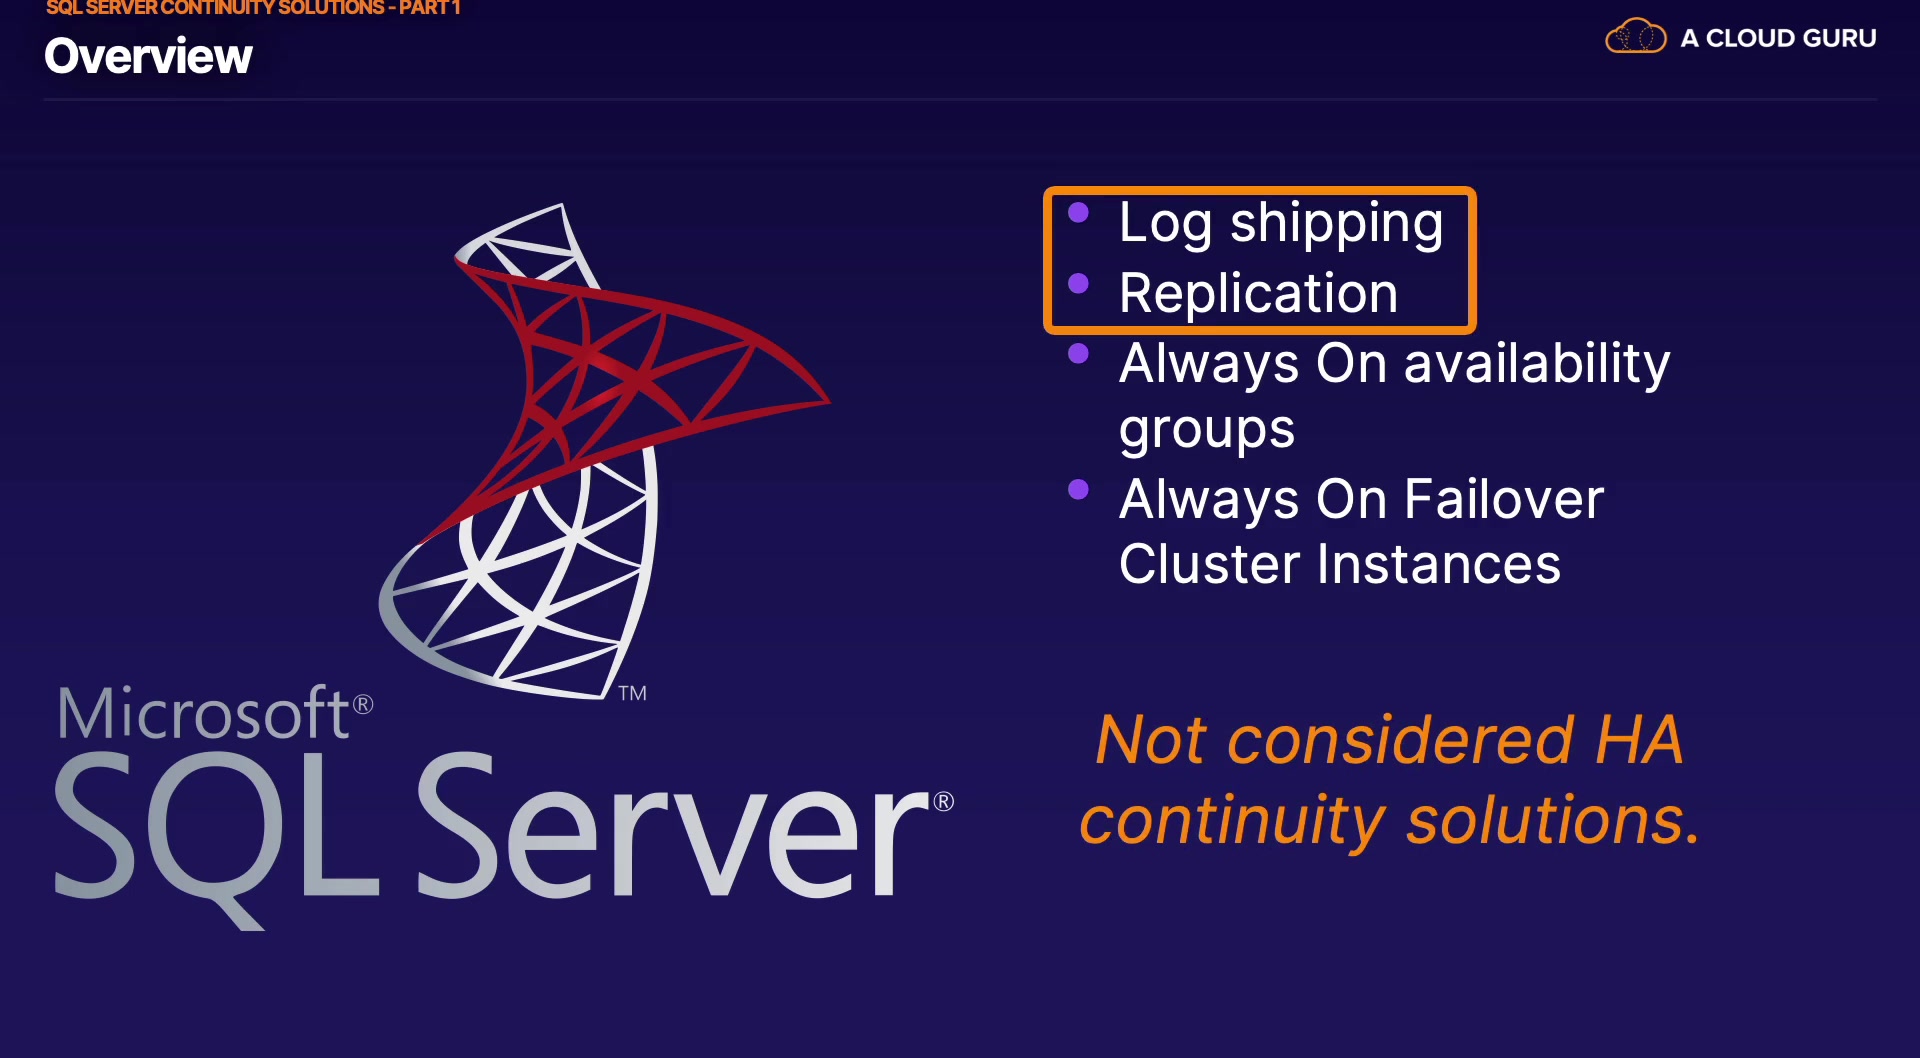 SQL SERVER CONTINUITY SOLUTIONS - PART 1
Overview
A CLOUD GURU
• Log shipping
• Replication
• Always On availability
groups
• Always On Failover
Cluster Instances
TM
Microsoft®
SQL Server®
Not considered HA
continuity solutions.